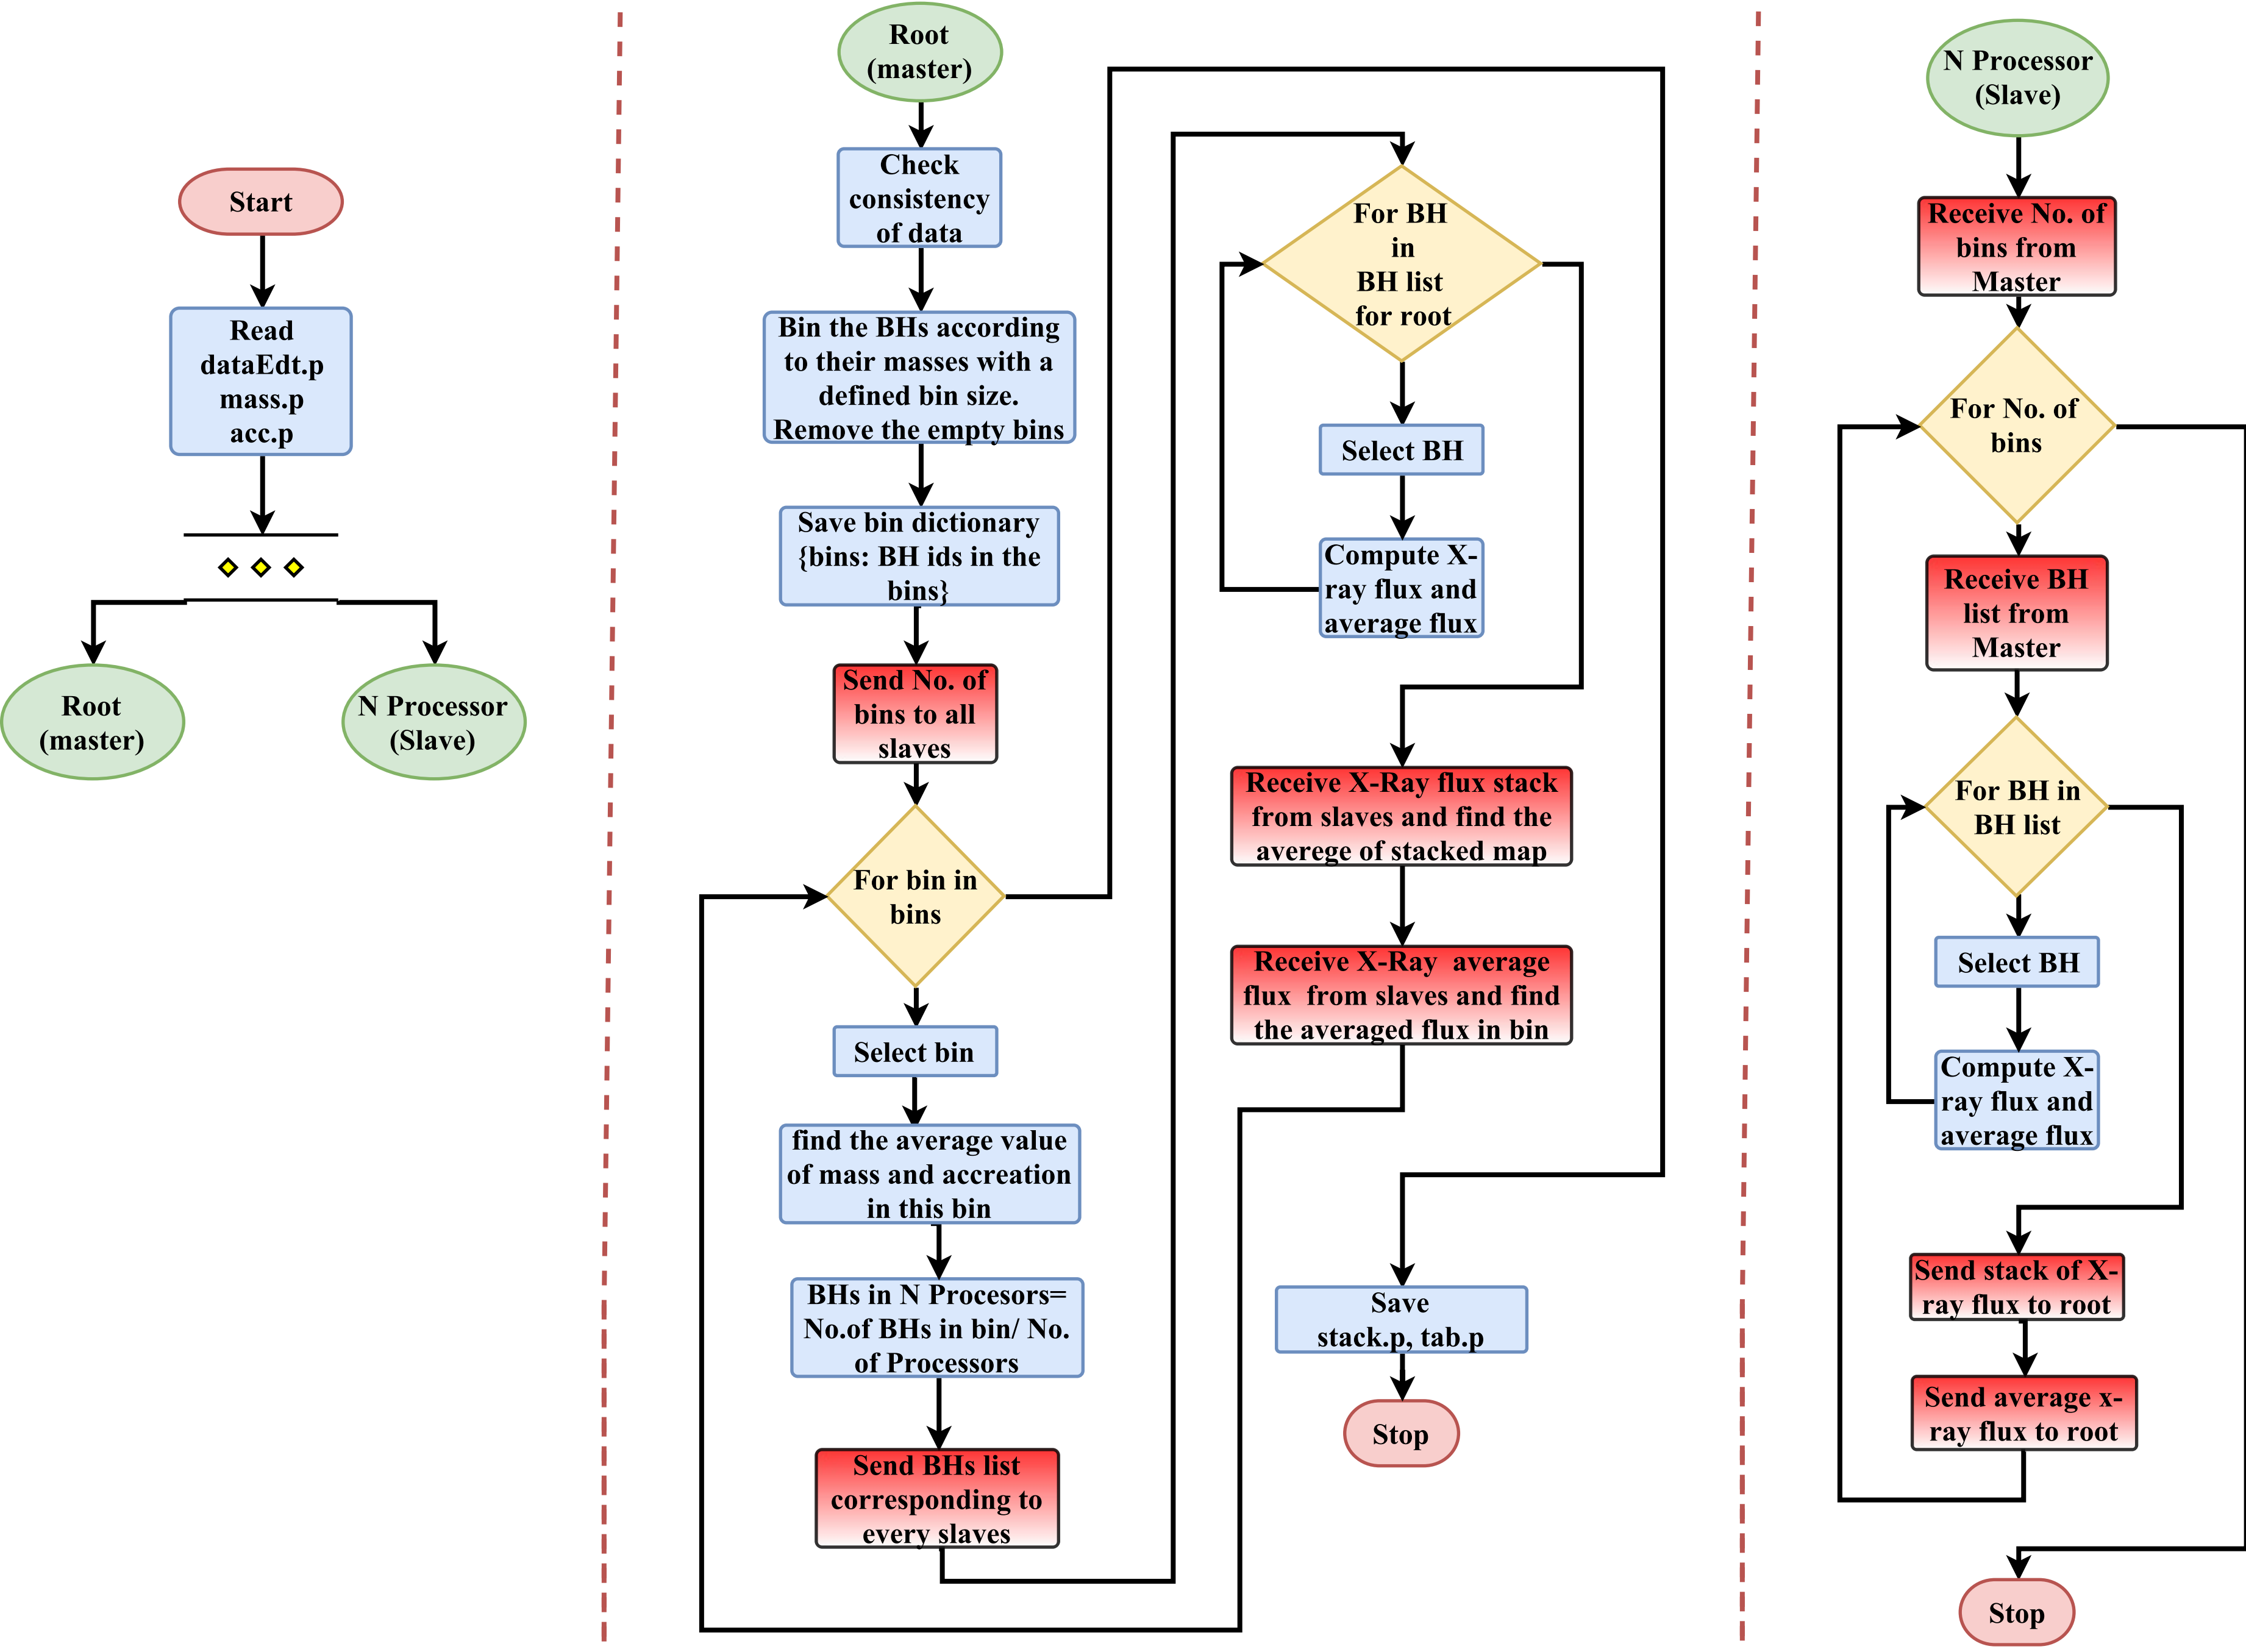 Start
Read
dataEdt.p
mass.p
acc.p
Root
(master)
N Processor
(Slave)
Root
(master)
Check
consistency
of data
Bin the BHs according
to their masses with a
defined bin size.
Remove the empty bins
Save bin dictionary
{bins: BH ids in the
bins}
Send No. of
bins to all
slaves
For bin in
bins
Select bin
find the average value
of mass and accreation
in this bin
BHs in N Procesors=
No.of BHs in bin/ No.
of Processors
Send BHs list
corresponding to
every slaves
For BH
in
BH list
for root
Select BH
Compute X-
ray flux and
average flux
Receive X-Ray flux stack
from slaves and find the
averege of stacked map
Receive X-Ray  average
flux  from slaves and find
the averaged flux in bin
Save
stack.p, tab.p
Stop
N Processor
(Slave)
Receive No. of
bins from
Master
For No. of
bins
Receive BH
list from
Master
For BH in
BH list
Select BH
Compute X-
ray flux and
average flux
Send stack of X-
ray flux to root
Send average x-
ray flux to root
Stop